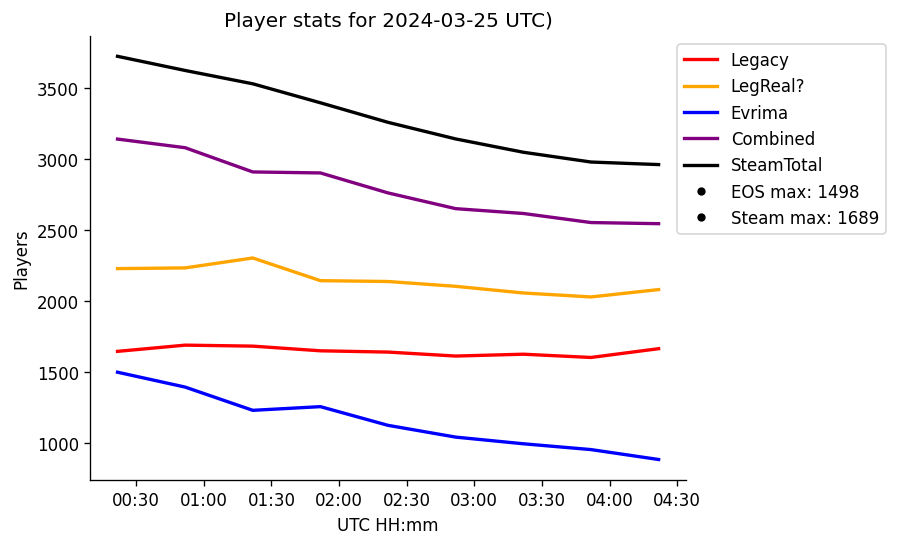 Player stats for 2024-03-25 UTC)
Legacy
LegReal?
Evrima
Combined
SteamTotal
EOS max: 1498
Steam max: 1689
Players
3500
3000
2500
2000
1500
1000
00:30 01:00 01:30 02:00 02:30 03:00 03:30 04:00 04:30
UTC HH:mm